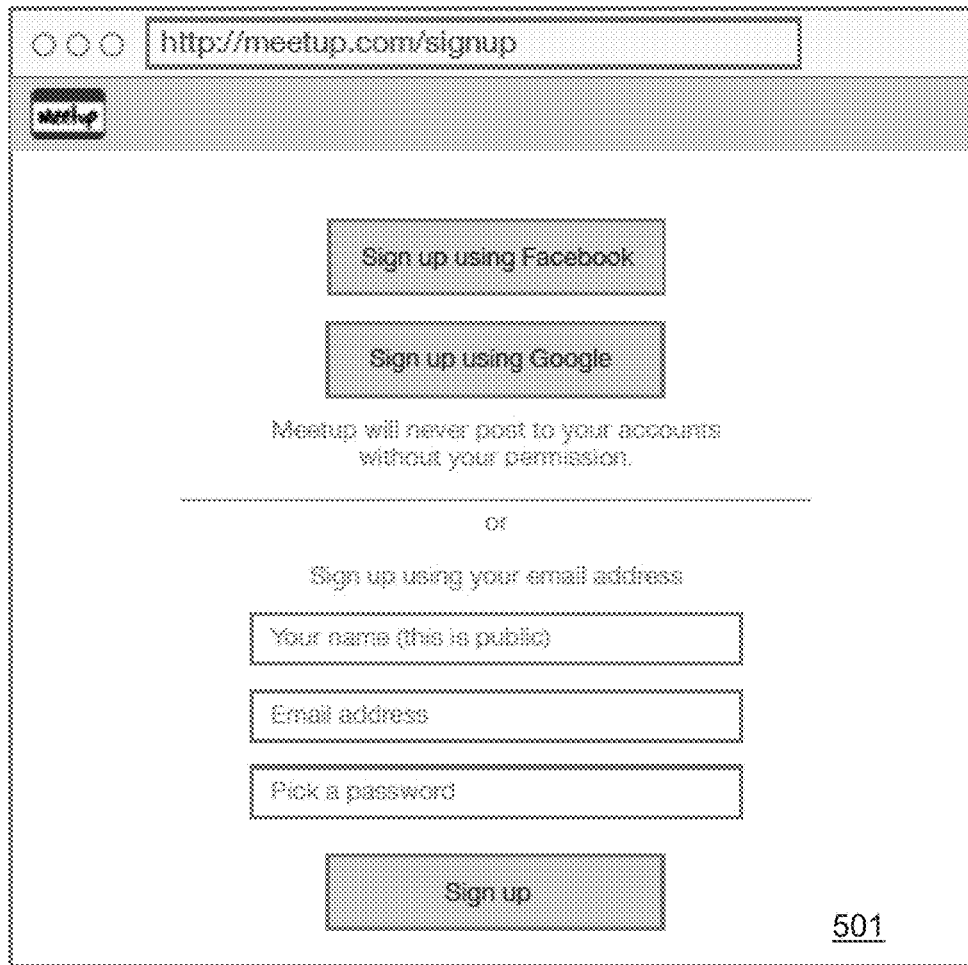 http://meetup.com/signup
Meetup
Sign up using Facebook
Sign up using Google
Meetup will never post to your accounts
without your permission.
or
Sign up using your email address
Your name (this is public)
Email address
Pick a password
Sign up
501